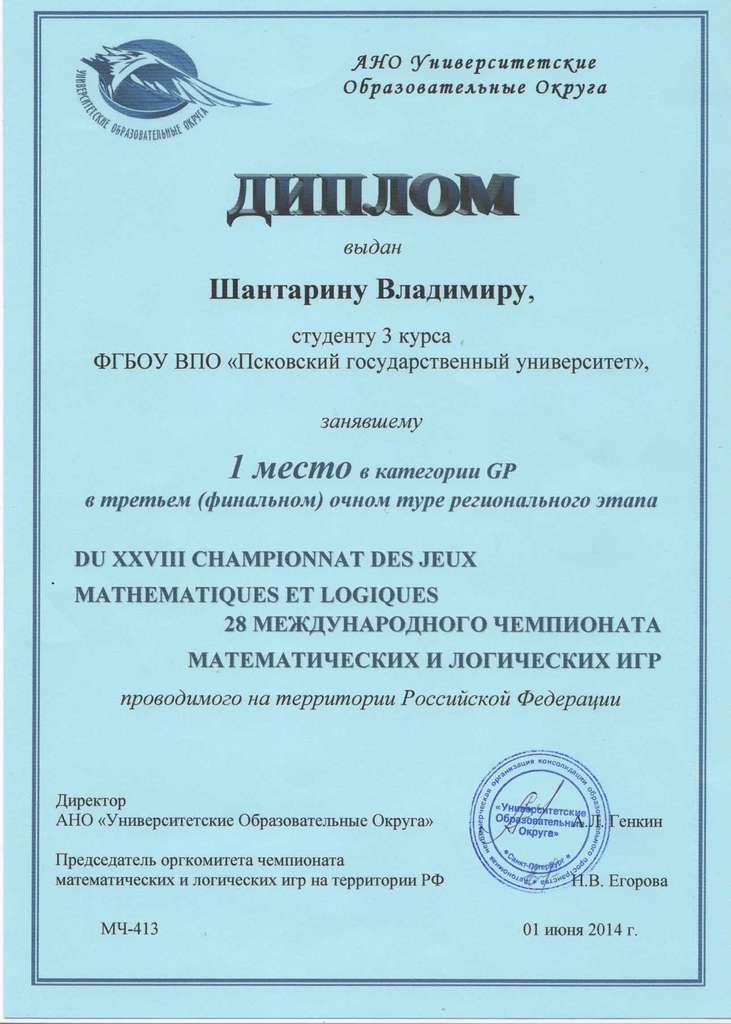 АНО Университетские
Образовательные Округа
УНИВЕРСИТЕТСКИЕ ОБРАЗОВАТЕЛЬНЫЕ ОКРУГА
ДИПЛОМ
выдан
Шантарину Владимиру,
студенту 3 курса
ФГБОУ ВПО «Псковский государственный университет»,
занявшему
1 место в категории GP
в третьем (финальном) очном туре регионального этапа
DU XXVIII CHAMPIONNAT DES JEUX
MATHEMATIQUES ET LOGIQUES
28 МЕЖДУНАРОДНОГО ЧЕМПИОНАТА
МАТЕМАТИЧЕСКИХ И ЛОГИЧЕСКИХ ИГР
проводимого на территории Российской Федерации
Директор
АНО «Университетские Образовательные Округа»
А.Л. Генкин
Председатель оргкомитета чемпионата
математических и логических игр на территории РФ
Н.В. Егорова
Автономная некоммерческая организация консолидации образовательного пространства
«Университетские
Образовательные
Округа»
Санкт-Петербург
МЧ-413
01 июня 2014 г.